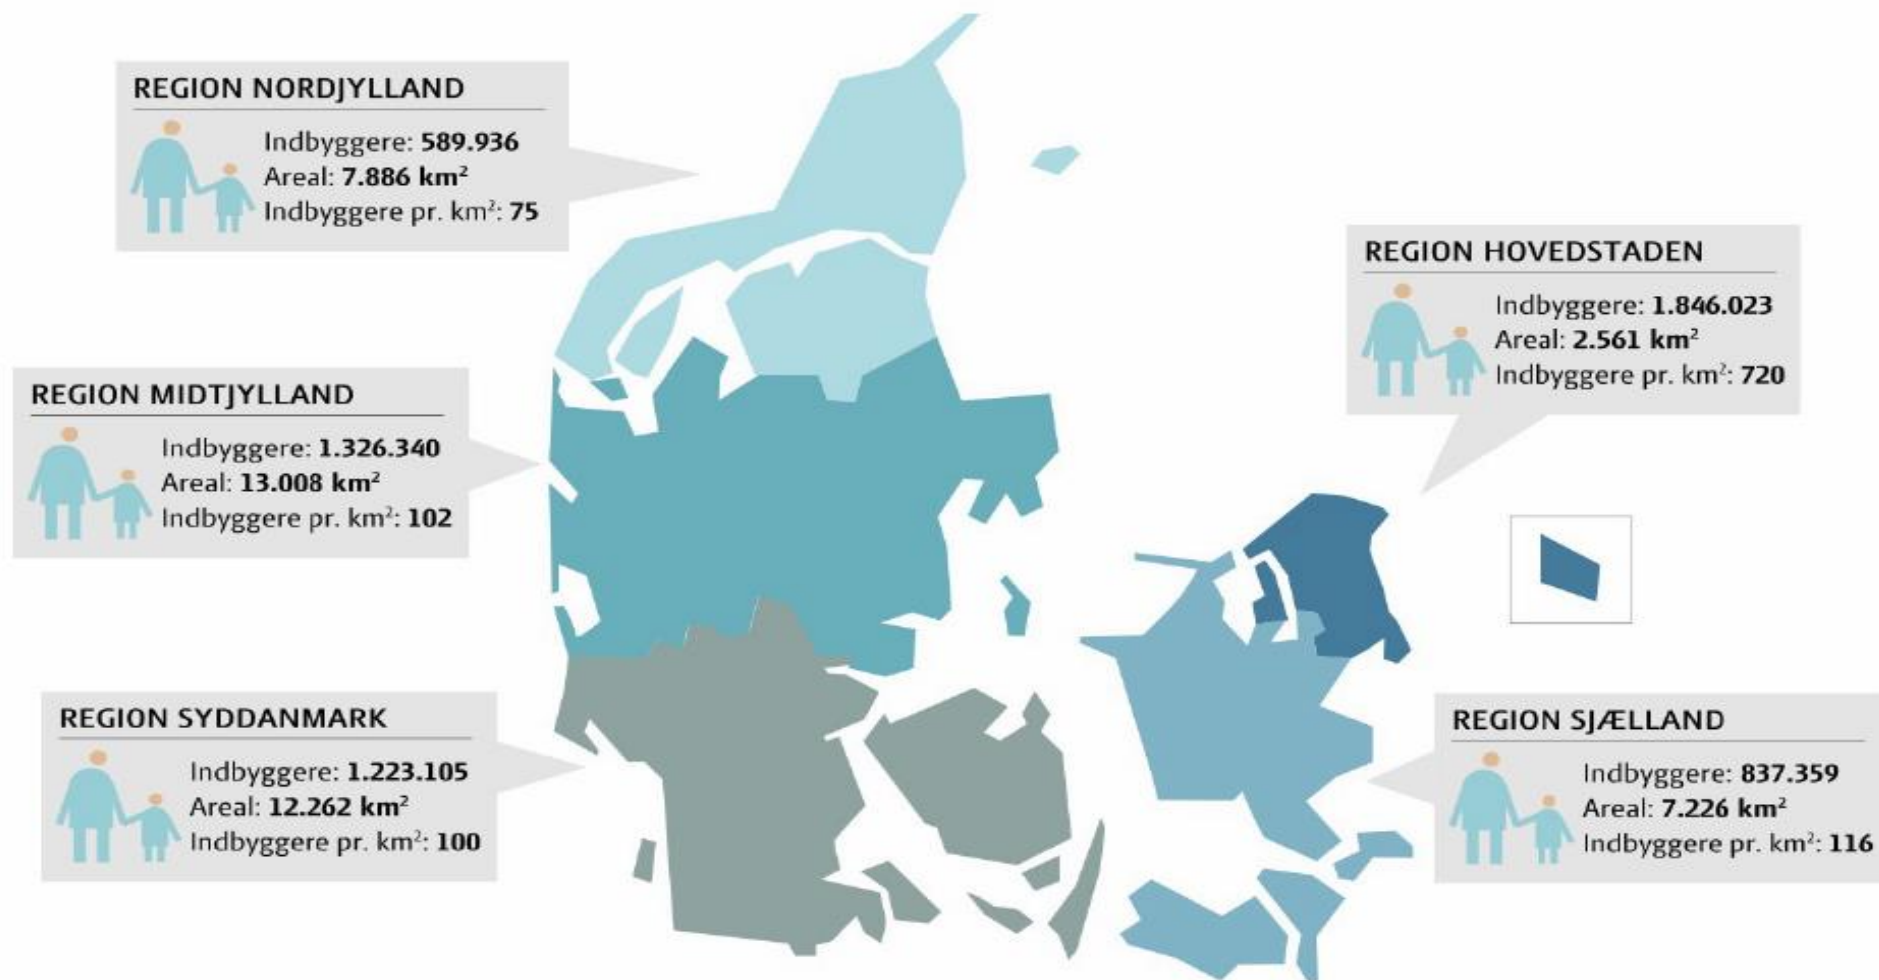 REGION NORDJYLLAND
Indbyggere: 589.936
Areal: 7.886 km²
Indbyggere pr. km²: 75
REGION HOVEDSTADEN
Indbyggere: 1.846.023
Areal: 2.561 km²
Indbyggere pr. km²: 720
REGION MIDTJYLLAND
Indbyggere: 1.326.340
Areal: 13.008 km²
Indbyggere pr. km²: 102
REGION SYDDANMARK
Indbyggere: 1.223.105
Areal: 12.262 km²
Indbyggere pr. km²: 100
REGION SJÆLLAND
Indbyggere: 837.359
Areal: 7.226 km²
Indbyggere pr. km²: 116